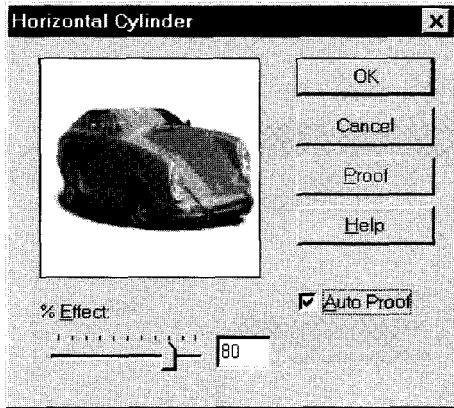 Horizontal Cylinder
OK
Cancel
Proof
Help
Auto Proof
% Effect:
80